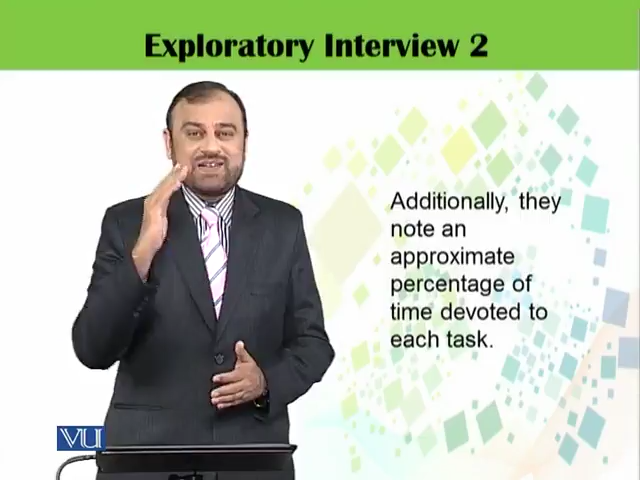 Exploratory Interview 2
Additionally, they
note an
approximate
percentage of
time devoted to
each task.
VU